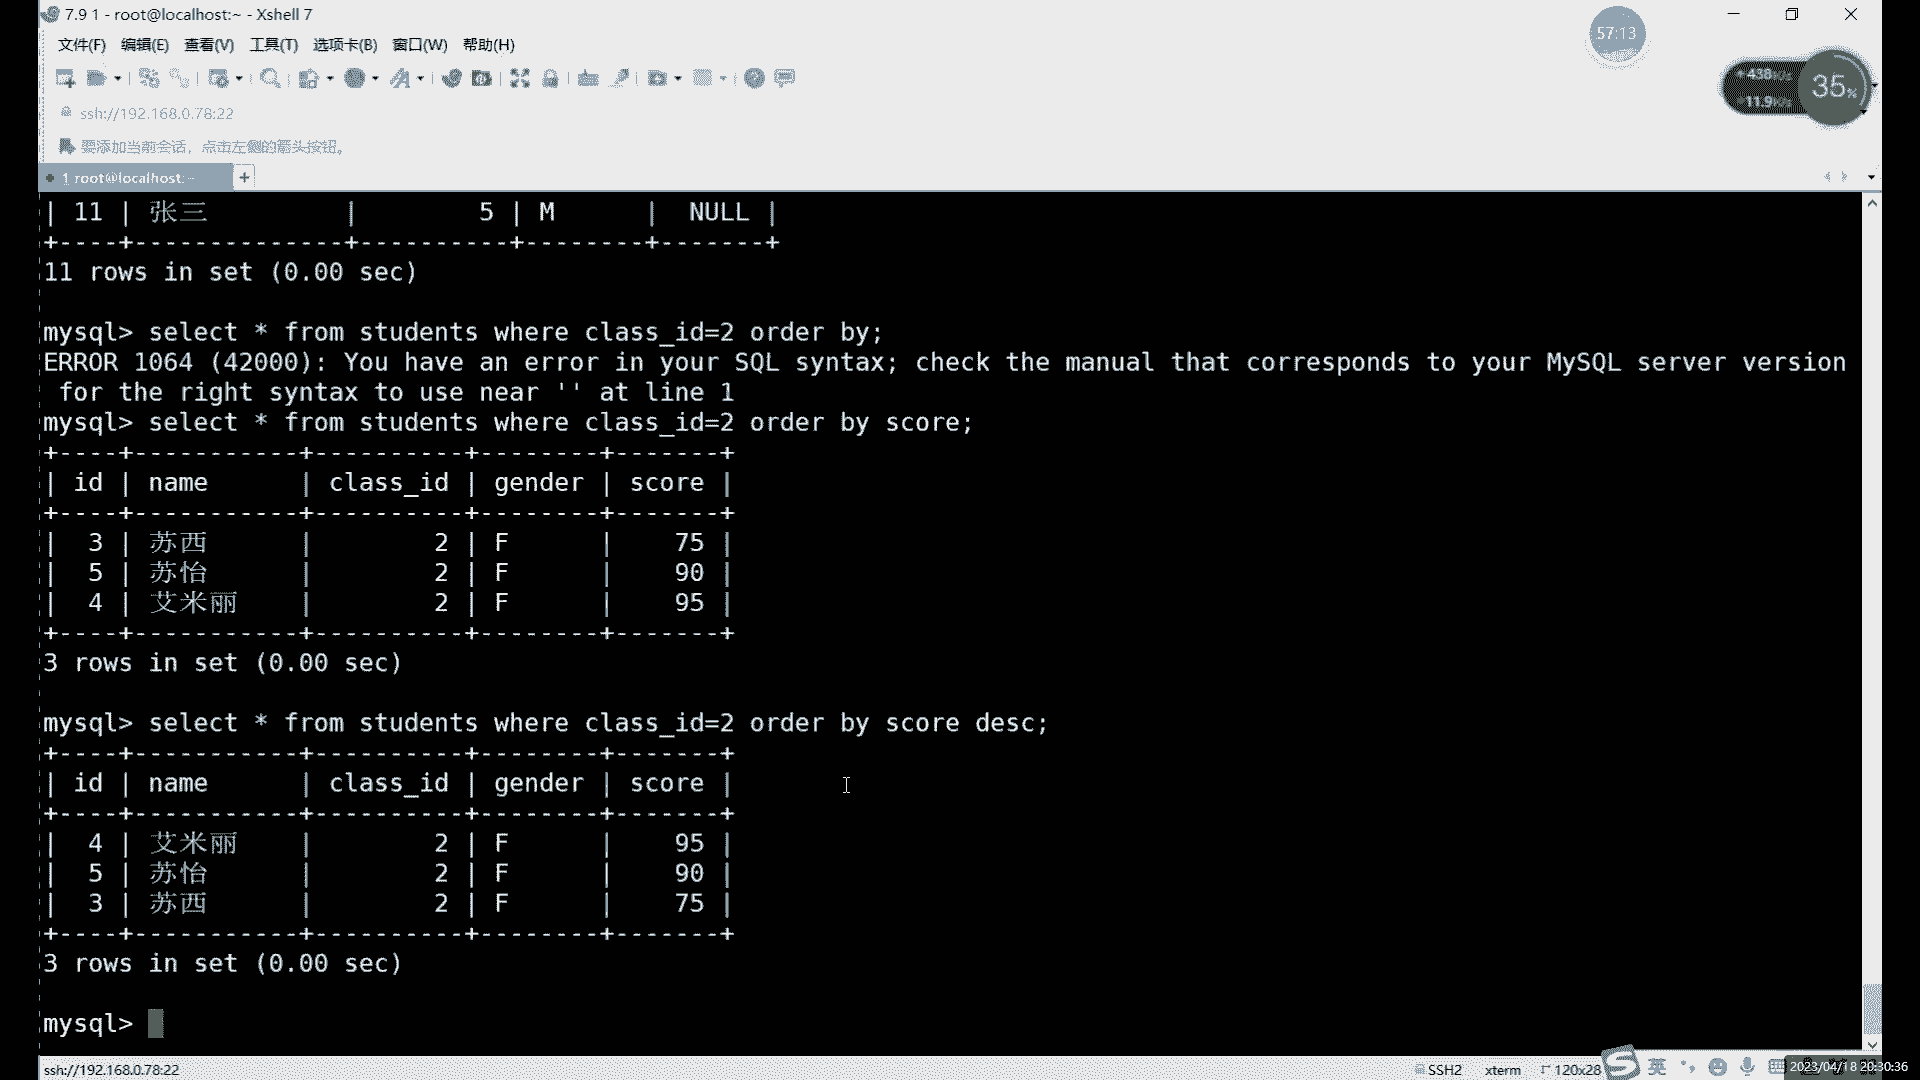 7.9 1 - root@localhost:~ - Xshell 7
57:13
文件(F) 编辑(E) 查看(V) 工具(T) 选项卡(B) 窗口(W) 帮助(H)
35%
ssh://192.168.0.78:22
要添加当前会话，点击左侧的箭头按钮。
1 root@localhost:~ +
| 11 | 张三 | 5 | M | NULL |
+----+--------------+----------+--------+-------+
11 rows in set (0.00 sec)
mysql> select * from students where class_id=2 order by;
ERROR 1064 (42000): You have an error in your SQL syntax; check the manual that corresponds to your MySQL server version
for the right syntax to use near '' at line 1
mysql> select * from students where class_id=2 order by score;
+----+-----------+----------+--------+-------+
| id | name | class_id | gender | score |
+----+-----------+----------+--------+-------+
| 3 | 苏西 | 2 | F | 75 |
| 5 | 苏怡 | 2 | F | 90 |
| 4 | 艾米丽 | 2 | F | 95 |
+----+-----------+----------+--------+-------+
3 rows in set (0.00 sec)
mysql> select * from students where class_id=2 order by score desc;
+----+-----------+----------+--------+-------+
| id | name | class_id | gender | score |
+----+-----------+----------+--------+-------+
| 4 | 艾米丽 | 2 | F | 95 |
| 5 | 苏怡 | 2 | F | 90 |
| 3 | 苏西 | 2 | F | 75 |
+----+-----------+----------+--------+-------+
3 rows in set (0.00 sec)
mysql>
ssh://192.168.0.78:22 SSH2 xterm 120x28 英 2023/04/18 20:30:36